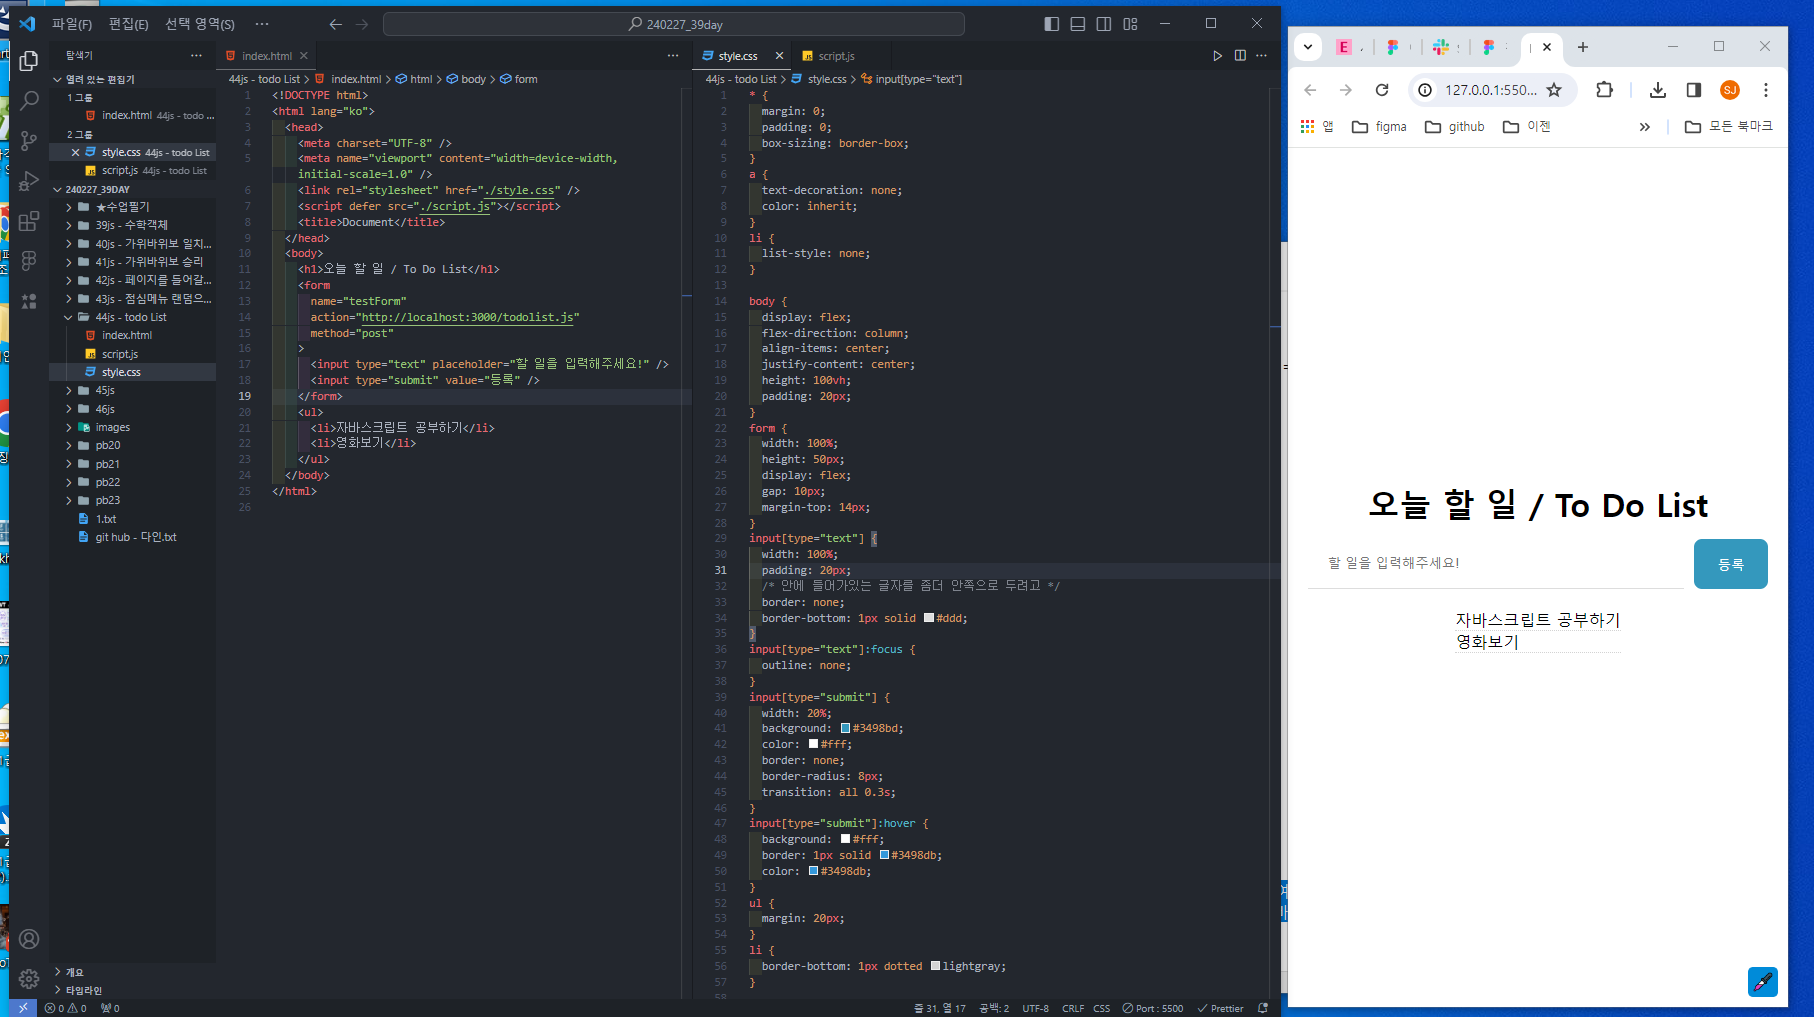 파일(F) 편집(E) 선택 영역(S) ··· 240227_39day
탐색기
열려 있는 편집기
1 그룹
index.html 44js - todo ...
2 그룹
style.css 44js - todo List
script.js 44js - todo List
240227_39DAY
★수업필기
39js - 수학객체
40js - 가위바위보 일치...
41js - 가위바위보 승리
42js - 페이지를 들어갈...
43js - 점심메뉴 랜덤으...
44js - todo List
index.html
script.js
style.css
45js
46js
images
pb20
pb21
pb22
pb23
1.txt
git hub - 다인.txt
개요
타임라인
index.html
44js - todo List > index.html > html > body > form
1 <!DOCTYPE html>
2 <html lang="ko">
3 <head>
4 <meta charset="UTF-8" />
5 <meta name="viewport" content="width=device-width,
initial-scale=1.0" />
6 <link rel="stylesheet" href="./style.css" />
7 <script defer src="./script.js"></script>
8 <title>Document</title>
9 </head>
10 <body>
11 <h1>오늘 할 일 / To Do List</h1>
12 <form
13 name="testForm"
14 action="http://localhost:3000/todolist.js"
15 method="post"
16 >
17 <input type="text" placeholder="할 일을 입력해주세요!" />
18 <input type="submit" value="등록" />
19 </form>
20 <ul>
21 <li>자바스크립트 공부하기</li>
22 <li>영화보기</li>
23 </ul>
24 </body>
25 </html>
26
style.css script.js
44js - todo List > style.css > input[type="text"]
1 * {
2 margin: 0;
3 padding: 0;
4 box-sizing: border-box;
5 }
6 a {
7 text-decoration: none;
8 color: inherit;
9 }
10 li {
11 list-style: none;
12 }
13
14 body {
15 display: flex;
16 flex-direction: column;
17 align-items: center;
18 justify-content: center;
19 height: 100vh;
20 padding: 20px;
21 }
22 form {
23 width: 100%;
24 height: 50px;
25 display: flex;
26 gap: 10px;
27 margin-top: 14px;
28 }
29 input[type="text"] {
30 width: 100%;
31 padding: 20px;
32 /* 안에 들어가있는 글자를 좀더 안쪽으로 두려고 */
33 border: none;
34 border-bottom: 1px solid #ddd;
35 }
36 input[type="text"]:focus {
37 outline: none;
38 }
39 input[type="submit"] {
40 width: 20%;
41 background: #3498bd;
42 color: #fff;
43 border: none;
44 border-radius: 8px;
45 transition: all 0.3s;
46 }
47 input[type="submit"]:hover {
48 background: #fff;
49 border: 1px solid #3498db;
50 color: #3498db;
51 }
52 ul {
53 margin: 20px;
54 }
55 li {
56 border-bottom: 1px dotted lightgray;
57 }
58
0 0 0 줄 31, 열 17 공백: 2 UTF-8 CRLF CSS Port : 5500 Prettier
127.0.0.1:550... SJ
앱 figma github 이젠 » 모든 북마크
오늘 할 일 / To Do List
할 일을 입력해주세요! 등록
자바스크립트 공부하기
영화보기